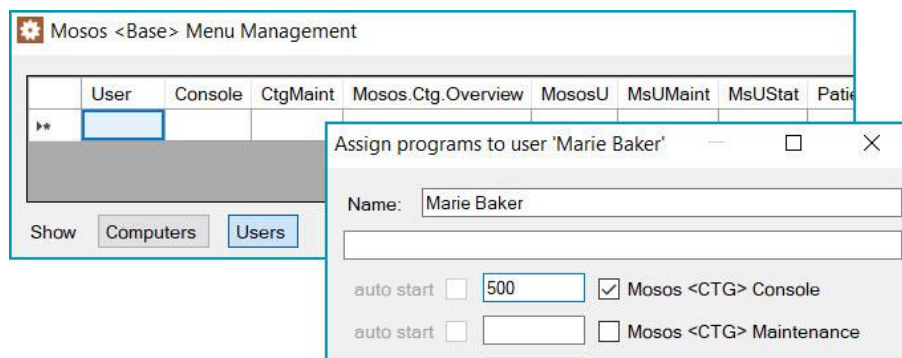 Mosos <Base> Menu Management
User Console CtgMaint Mosos.Ctg.Overview MososU MsUMaint MsUStat
Assign programs to user 'Marie Baker'
Name: Marie Baker
Show Computers Users
auto start 500 Mosos <CTG> Console
auto start Mosos <CTG> Maintenance